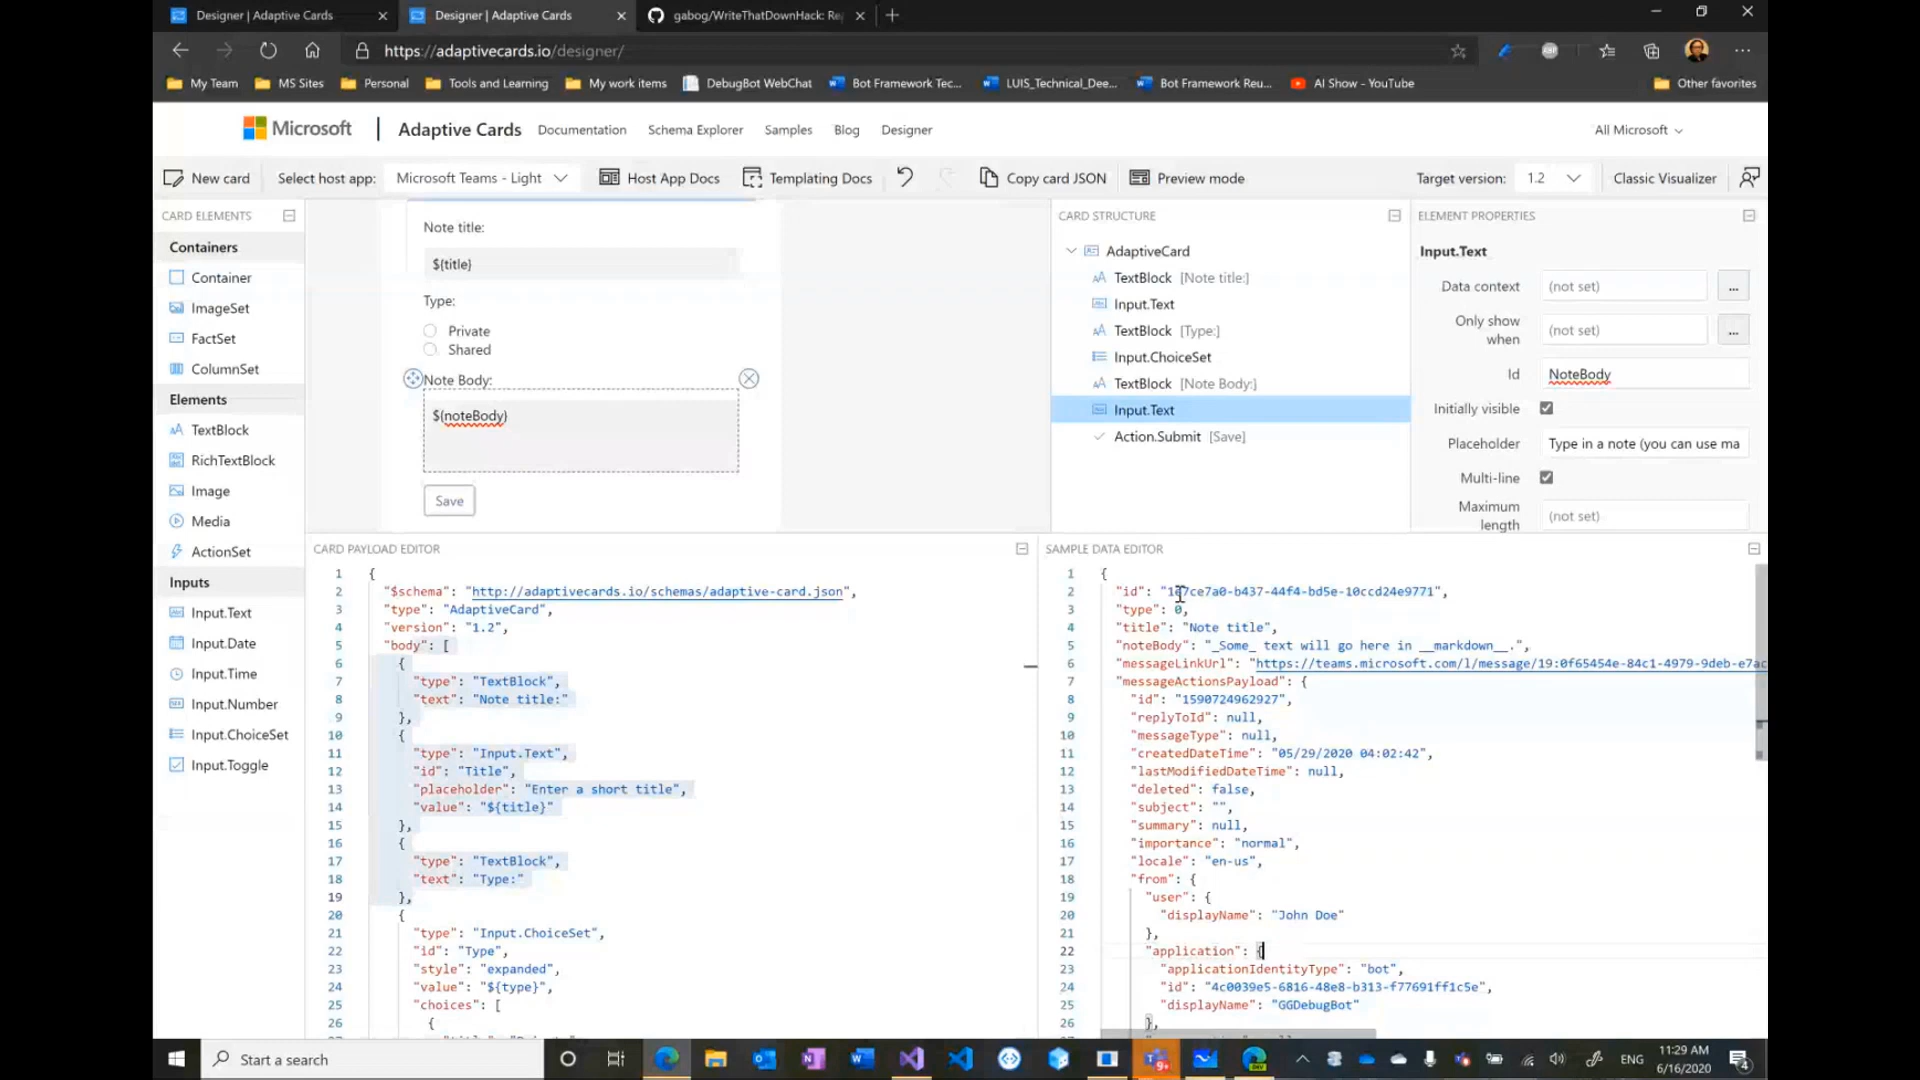 Designer | Adaptive Cards
Designer | Adaptive Cards
gabog/WriteThatDownHack: Re
https://adaptivecards.io/designer/
My Team
MS Sites
Personal
Tools and Learning
My work items
DebugBot WebChat
Bot Framework Tec...
LUIS_Technical_Dee...
Bot Framework Reu...
AI Show - YouTube
Other favorites
Microsoft
Adaptive Cards
Documentation
Schema Explorer
Samples
Blog
Designer
All Microsoft
New card
Select host app:
Microsoft Teams - Light
Host App Docs
Templating Docs
Copy card JSON
Preview mode
Target version:
1.2
Classic Visualizer
CARD ELEMENTS
Containers
Container
ImageSet
FactSet
ColumnSet
Elements
TextBlock
RichTextBlock
Image
Media
ActionSet
Inputs
Input.Text
Input.Date
Input.Time
Input.Number
Input.ChoiceSet
Input.Toggle
Note title:
${title}
Type:
Private
Shared
Note Body:
${noteBody}
Save
CARD STRUCTURE
AdaptiveCard
TextBlock [Note title:]
Input.Text
TextBlock [Type:]
Input.ChoiceSet
TextBlock [Note Body:]
Input.Text
Action.Submit [Save]
ELEMENT PROPERTIES
Input.Text
Data context (not set) ...
Only show when (not set) ...
Id NoteBody
Initially visible
Placeholder Type in a note (you can use ma
Multi-line
Maximum length (not set)
CARD PAYLOAD EDITOR
1 {
2 "$schema": "http://adaptivecards.io/schemas/adaptive-card.json",
3 "type": "AdaptiveCard",
4 "version": "1.2",
5 "body": [
6 {
7 "type": "TextBlock",
8 "text": "Note title:"
9 },
10 {
11 "type": "Input.Text",
12 "id": "Title",
13 "placeholder": "Enter a short title",
14 "value": "${title}"
15 },
16 {
17 "type": "TextBlock",
18 "text": "Type:"
19 },
20 {
21 "type": "Input.ChoiceSet",
22 "id": "Type",
23 "style": "expanded",
24 "value": "${type}",
25 "choices": [
26 {
SAMPLE DATA EDITOR
1 {
2 "id": "1e7ce7a0-b437-44f4-bd5e-10ccd24e9771",
3 "type": 0,
4 "title": "Note title",
5 "noteBody": "_Some_ text will go here in __markdown__.",
6 "messageLinkUrl": "https://teams.microsoft.com/l/message/19:0f65454e-84c1-4979-9deb-e7ac
7 "messageActionsPayload": {
8 "id": "1590724962927",
9 "replyToId": null,
10 "messageType": null,
11 "createdDateTime": "05/29/2020 04:02:42",
12 "lastModifiedDateTime": null,
13 "deleted": false,
14 "subject": "",
15 "summary": null,
16 "importance": "normal",
17 "locale": "en-us",
18 "from": {
19 "user": {
20 "displayName": "John Doe"
21 },
22 "application": {
23 "applicationIdentityType": "bot",
24 "id": "4c0039e5-6816-48e8-b313-f77691ff1c5e",
25 "displayName": "GGDebugBot"
26 },
Start a search
9+
ENG
11:29 AM
6/16/2020
4